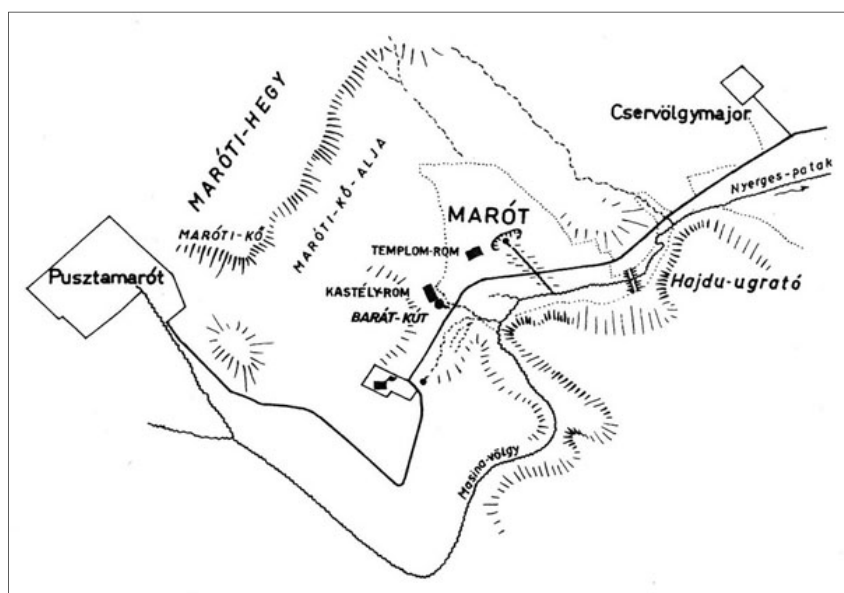 MARÓTI-HEGY
Cservölgymajor
Nyerges-patak
MARÓTI-KŐ-ALJA
MARÓTI-KŐ
MARÓT
TEMPLOM-ROM
Pusztamarót
Hajdu-ugrató
KASTÉLY-ROM
BARÁT-KÚT
Masina-völgy